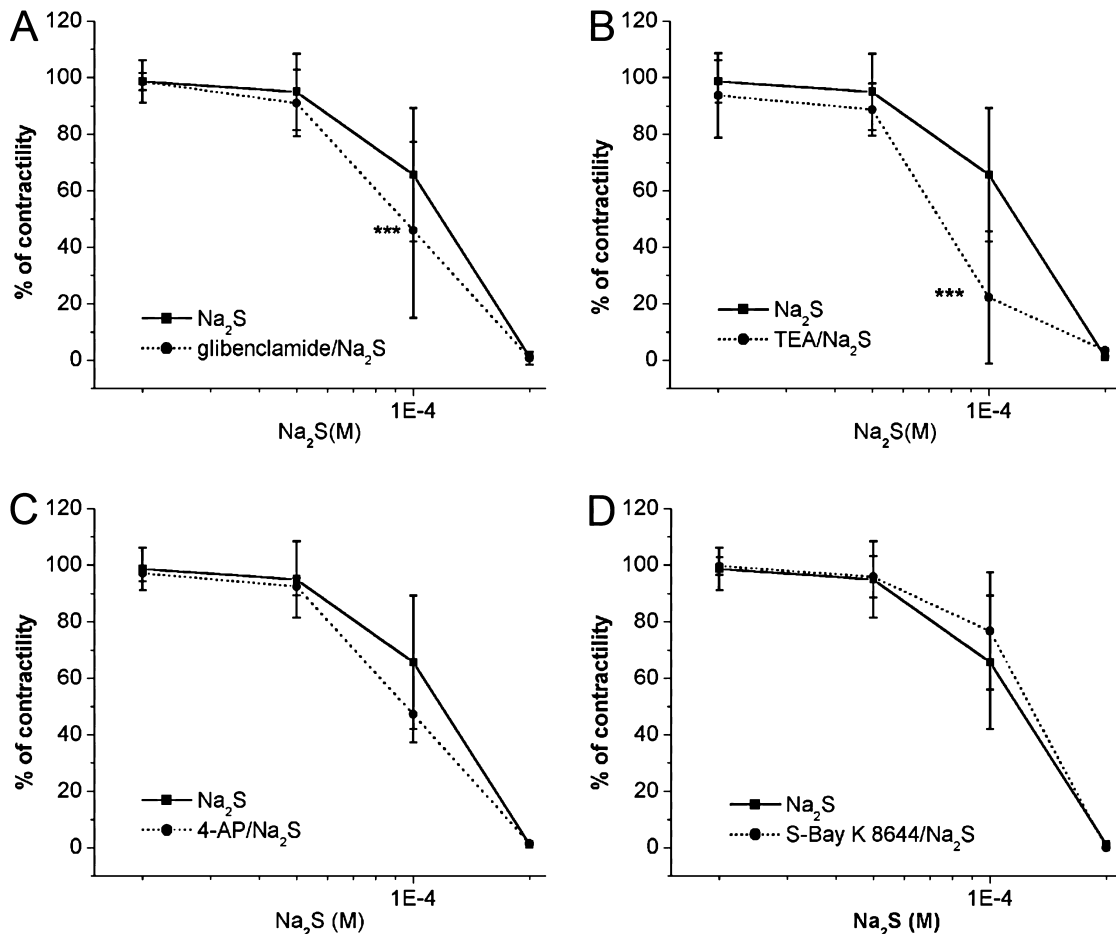 A
120
100
80
60
40
20
0
% of contractility
***
Na₂S
glibenclamide/Na₂S
1E-4
Na₂S(M)
B
120
100
80
60
40
20
0
% of contractility
***
Na₂S
TEA/Na₂S
1E-4
Na₂S(M)
C
120
100
80
60
40
20
0
% of contractility
Na₂S
4-AP/Na₂S
1E-4
Na₂S (M)
D
120
100
80
60
40
20
0
% of contractility
Na₂S
S-Bay K 8644/Na₂S
1E-4
Na₂S (M)